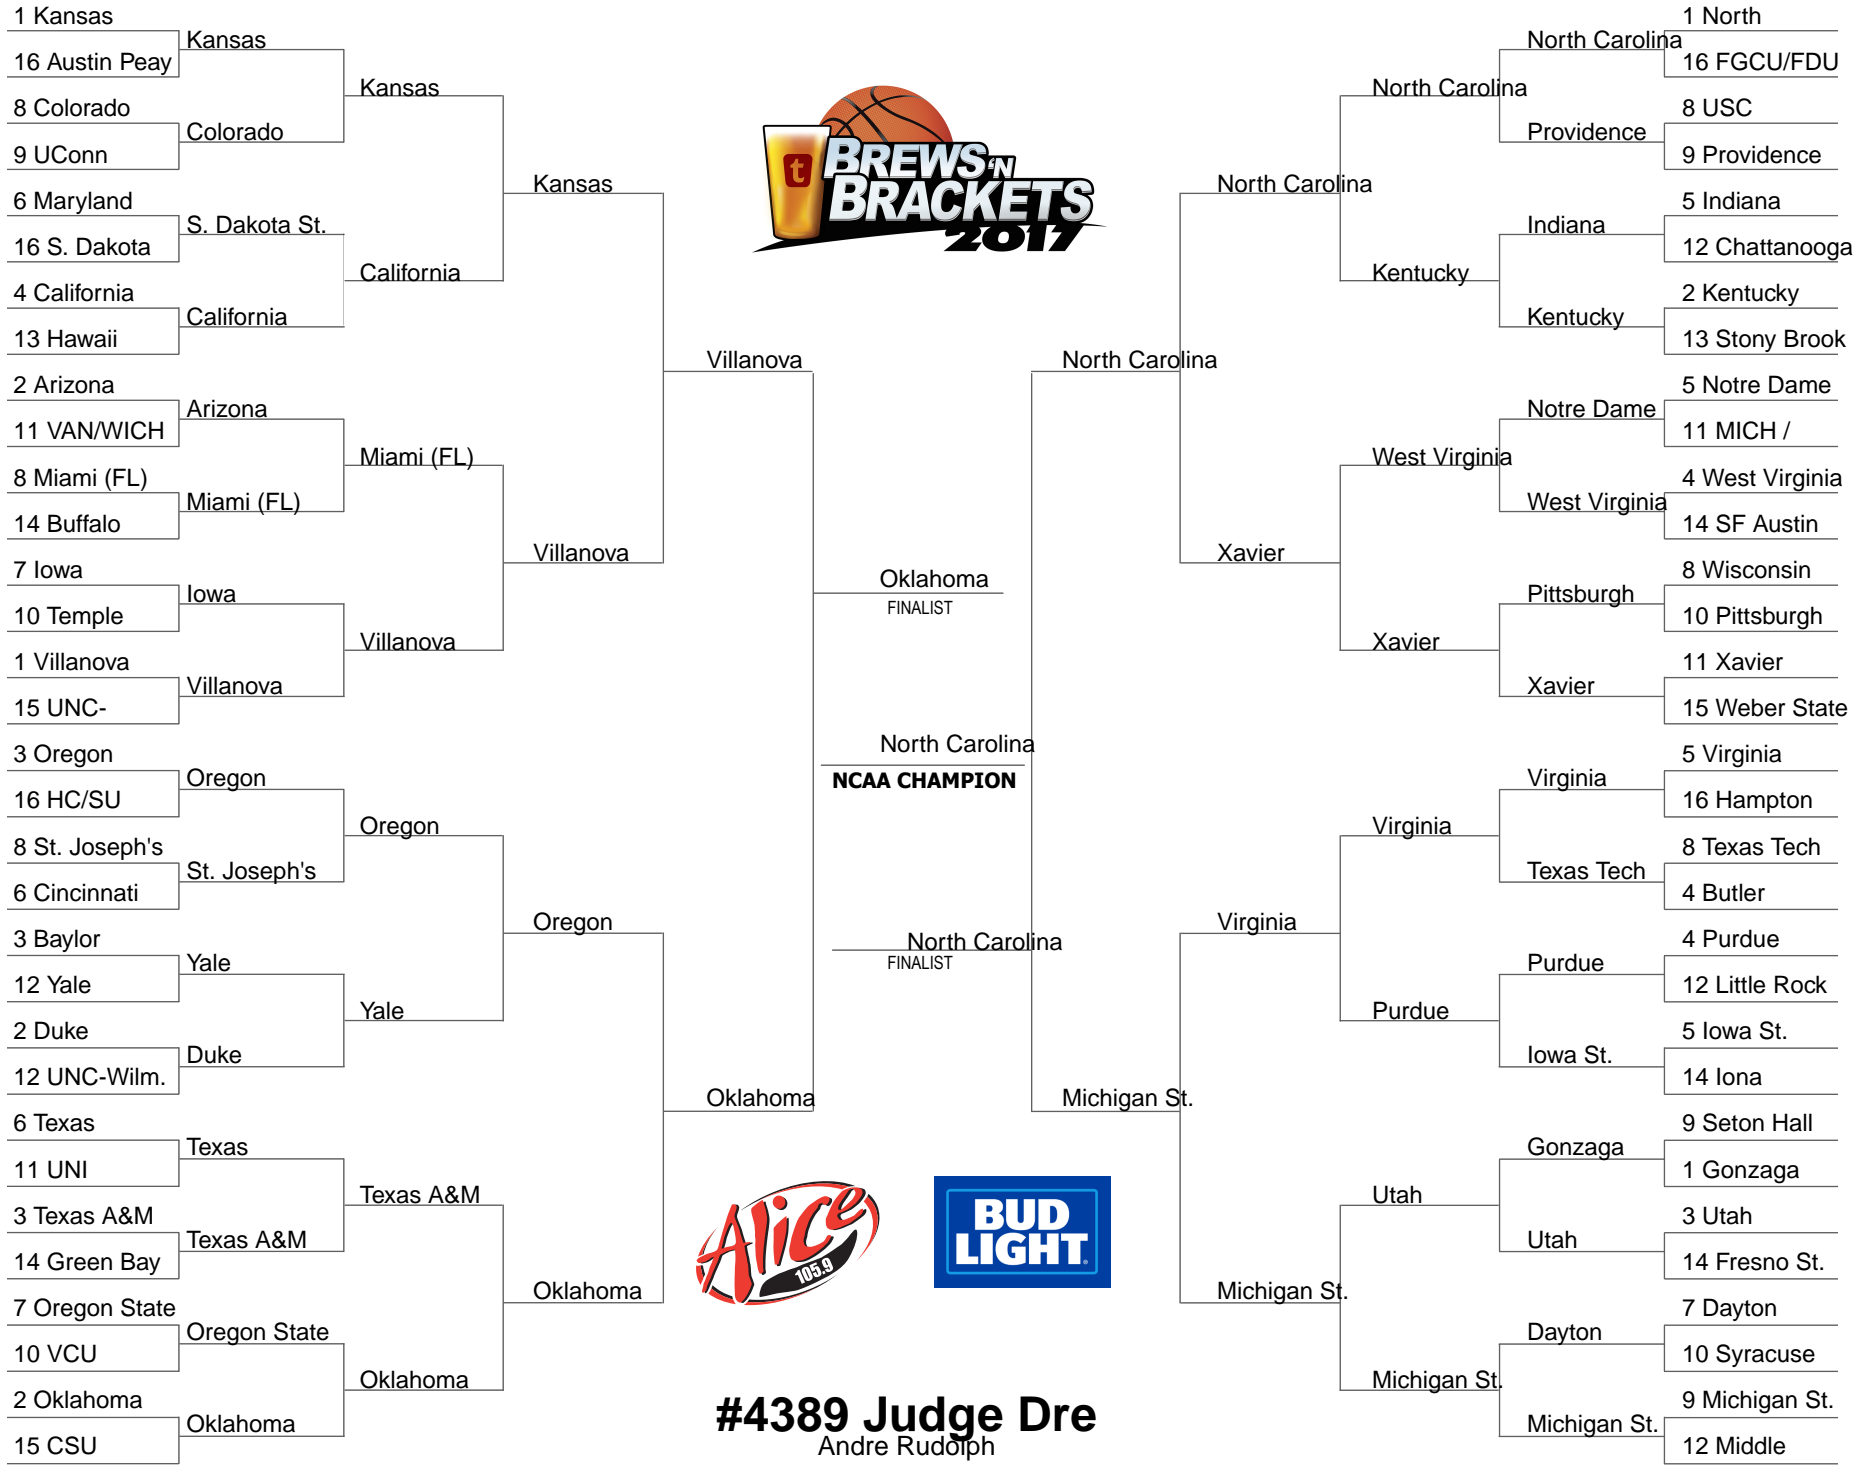 1 Kansas
16 Austin Peay
8 Colorado
9 UConn
6 Maryland
16 S. Dakota
4 California
13 Hawaii
2 Arizona
11 VAN/WICH
8 Miami (FL)
14 Buffalo
7 Iowa
10 Temple
1 Villanova
15 UNC-
3 Oregon
16 HC/SU
8 St. Joseph's
6 Cincinnati
3 Baylor
12 Yale
2 Duke
12 UNC-Wilm.
6 Texas
11 UNI
3 Texas A&M
14 Green Bay
7 Oregon State
10 VCU
2 Oklahoma
15 CSU
Kansas
Colorado
S. Dakota St.
California
Arizona
Miami (FL)
Iowa
Villanova
Oregon
St. Joseph's
Yale
Duke
Texas
Texas A&M
Oregon State
Oklahoma
Kansas
California
Miami (FL)
Villanova
Oregon
Yale
Texas A&M
Oklahoma
Kansas
Villanova
Oregon
Oklahoma
Villanova
Oklahoma
t
BREWS 'N
BRACKETS
2017
Oklahoma
FINALIST
North Carolina
NCAA CHAMPION
North Carolina
FINALIST
Alice
105.9
BUD
LIGHT
#4389 Judge Dre
Andre Rudolph
North Carolina
Michigan St.
North Carolina
Xavier
Virginia
Michigan St.
North Carolina
Kentucky
West Virginia
Xavier
Virginia
Purdue
Utah
Michigan St.
North Carolina
Providence
Indiana
Kentucky
Notre Dame
West Virginia
Pittsburgh
Xavier
Virginia
Texas Tech
Purdue
Iowa St.
Gonzaga
Utah
Dayton
Michigan St.
1 North
16 FGCU/FDU
8 USC
9 Providence
5 Indiana
12 Chattanooga
2 Kentucky
13 Stony Brook
5 Notre Dame
11 MICH /
4 West Virginia
14 SF Austin
8 Wisconsin
10 Pittsburgh
11 Xavier
15 Weber State
5 Virginia
16 Hampton
8 Texas Tech
4 Butler
4 Purdue
12 Little Rock
5 Iowa St.
14 Iona
9 Seton Hall
1 Gonzaga
3 Utah
14 Fresno St.
7 Dayton
10 Syracuse
9 Michigan St.
12 Middle